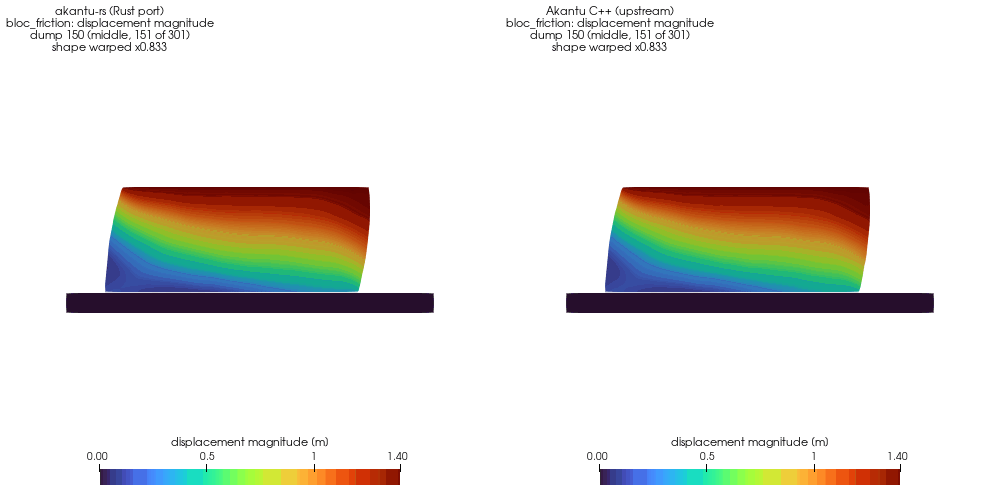 akantu-rs (Rust port)
bloc_friction: displacement magnitude
dump 150 (middle, 151 of 301)
shape warped x0.833
Akantu C++ (upstream)
bloc_friction: displacement magnitude
dump 150 (middle, 151 of 301)
shape warped x0.833
displacement magnitude (m)
0.00 0.5 1 1.40
displacement magnitude (m)
0.00 0.5 1 1.40